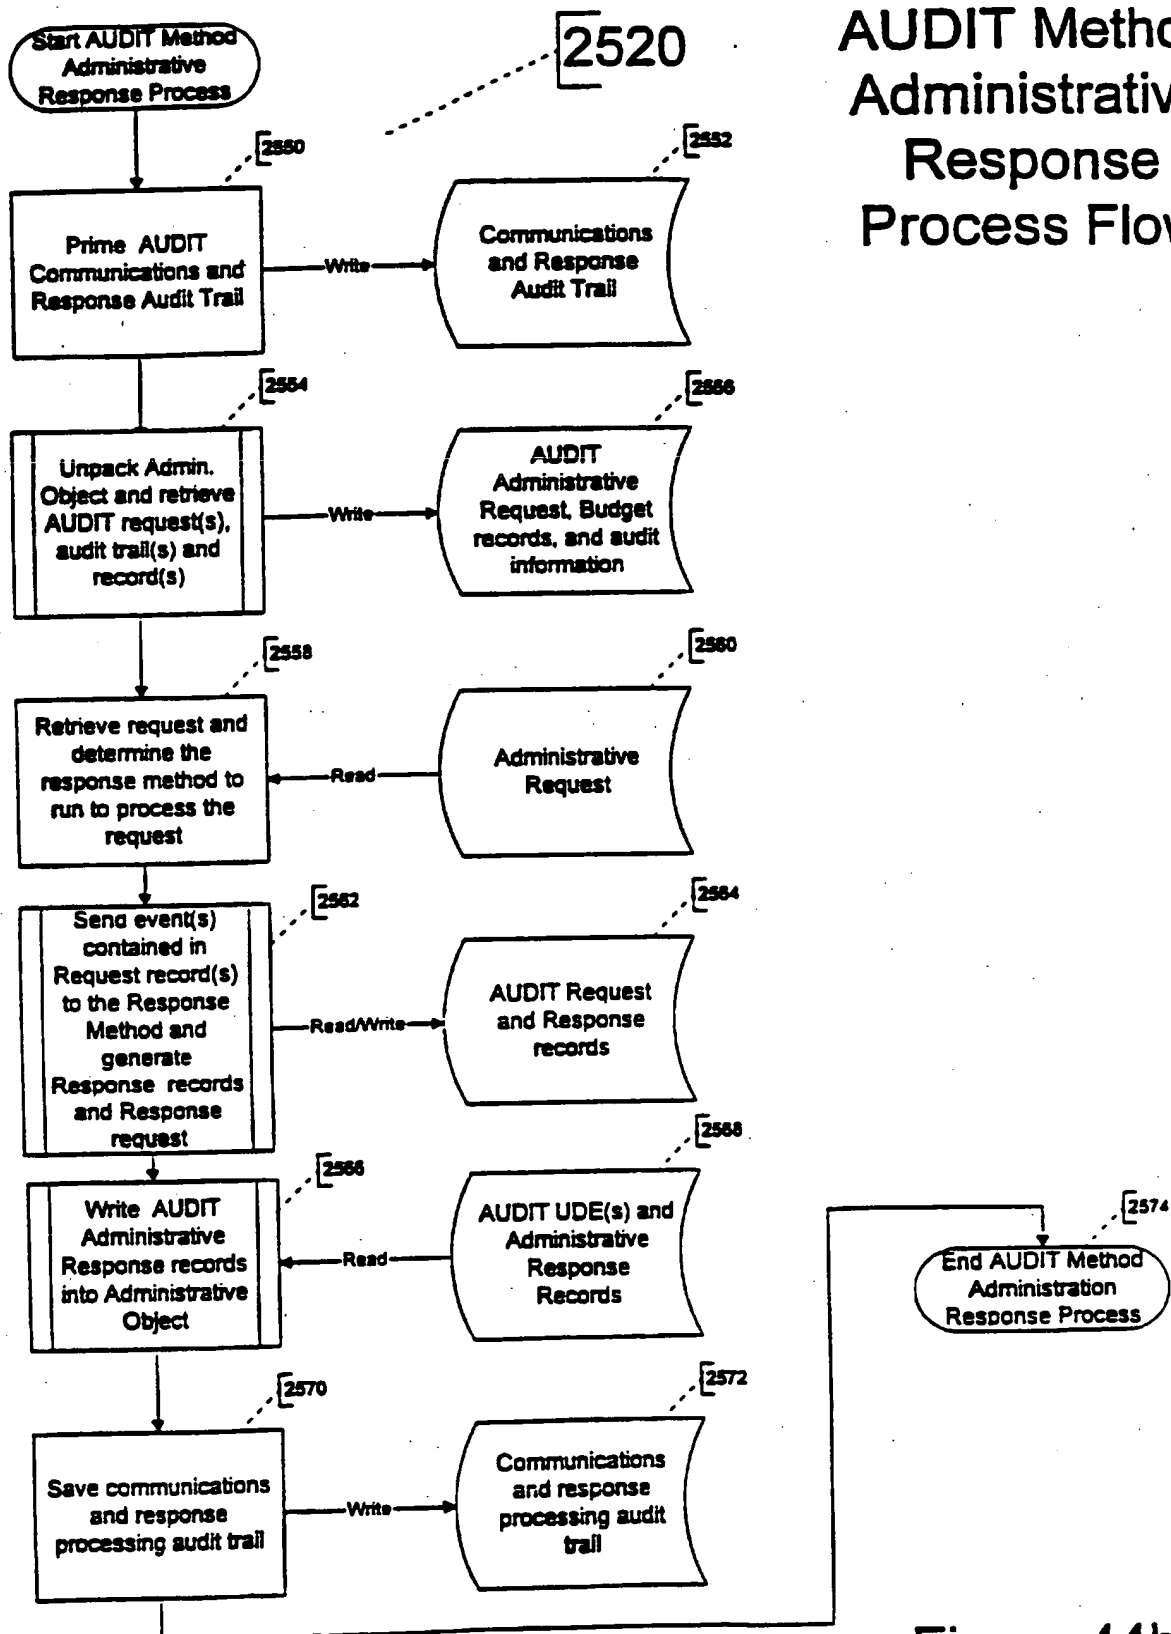 Start AUDIT Method
Administrative
Response Process
2520
AUDIT Metho
Administrativ
Response
Process Flow
2550
Prime AUDIT
Communications and
Response Audit Trail
Write
2552
Communications
and Response
Audit Trail
2554
Unpack Admin.
Object and retrieve
AUDIT request(s),
audit trail(s) and
record(s)
Write
2556
AUDIT
Administrative
Request, Budget
records, and audit
information
2558
Retrieve request and
determine the
response method to
run to process the
request
Read
2560
Administrative
Request
2562
Send event(s)
contained in
Request record(s)
to the Response
Method and
generate
Response records
and Response
request
Read/Write
2564
AUDIT Request
and Response
records
2566
Write AUDIT
Administrative
Response records
into Administrative
Object
Read
2568
AUDIT UDE(s) and
Administrative
Response
Records
2574
End AUDIT Method
Administration
Response Process
2570
Save communications
and response
processing audit trail
Write
2572
Communications
and response
processing audit
trail